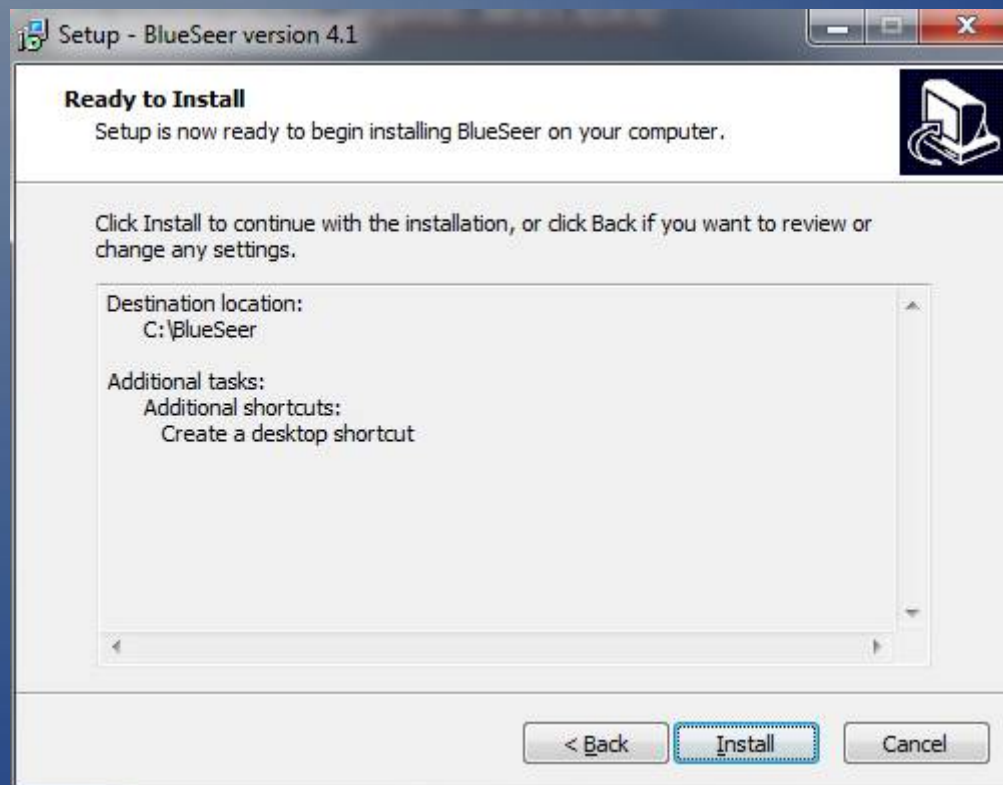 Setup - BlueSeer version 4.1
Ready to Install
Setup is now ready to begin installing BlueSeer on your computer.
Click Install to continue with the installation, or click Back if you want to review or
change any settings.
Destination location:
C:\BlueSeer
Additional tasks:
Additional shortcuts:
Create a desktop shortcut
< Back
Install
Cancel